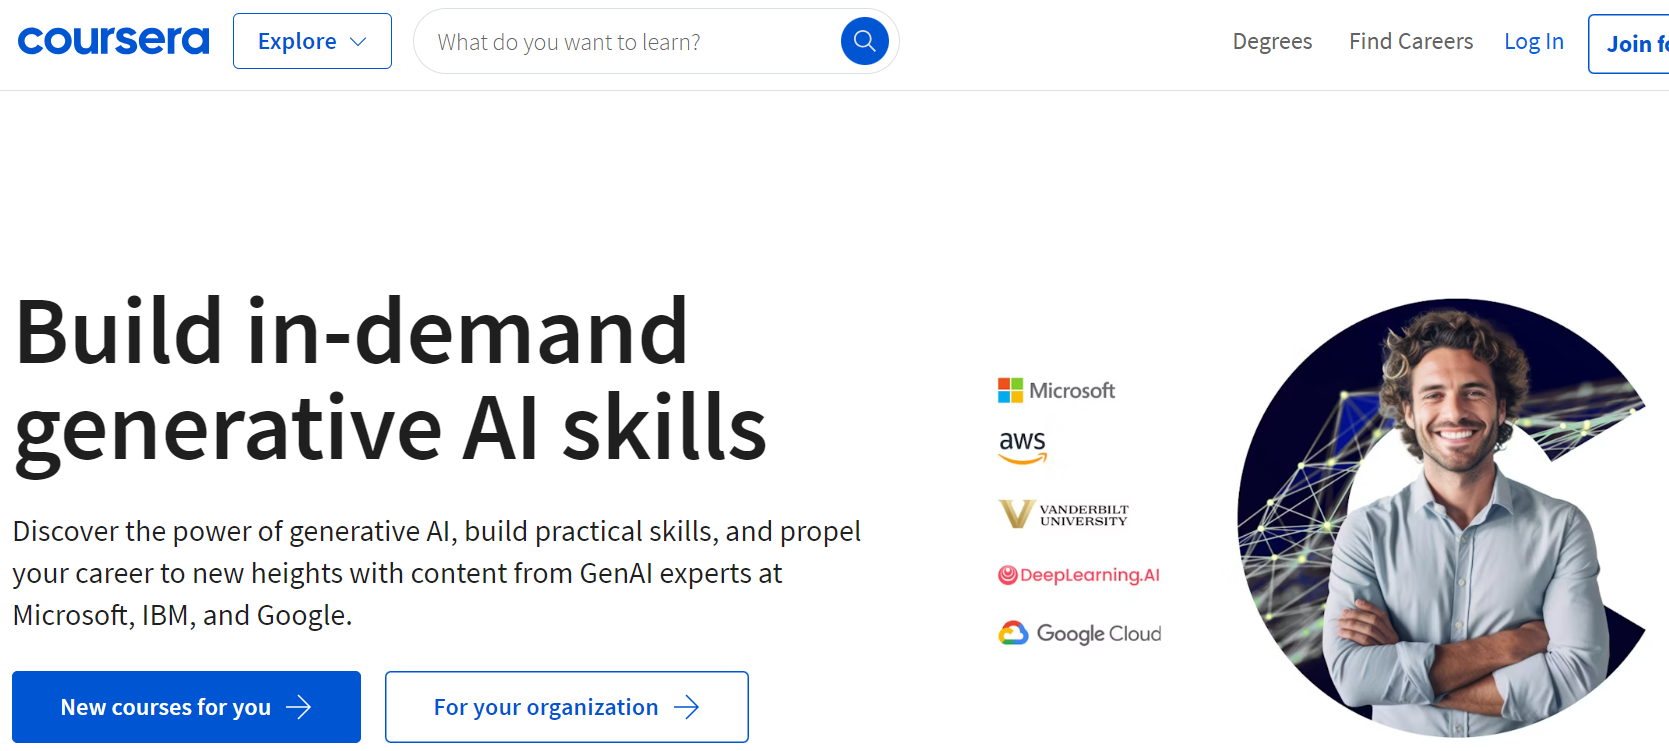 coursera
Explore
What do you want to learn?
Degrees
Find Careers
Log In
Join
Build in-demand
generative AI skills
Discover the power of generative AI, build practical skills, and propel
your career to new heights with content from GenAI experts at
Microsoft, IBM, and Google.
New courses for you
For your organization
Microsoft
aws
VANDERBILT
UNIVERSITY
DeepLearning.AI
Google Cloud